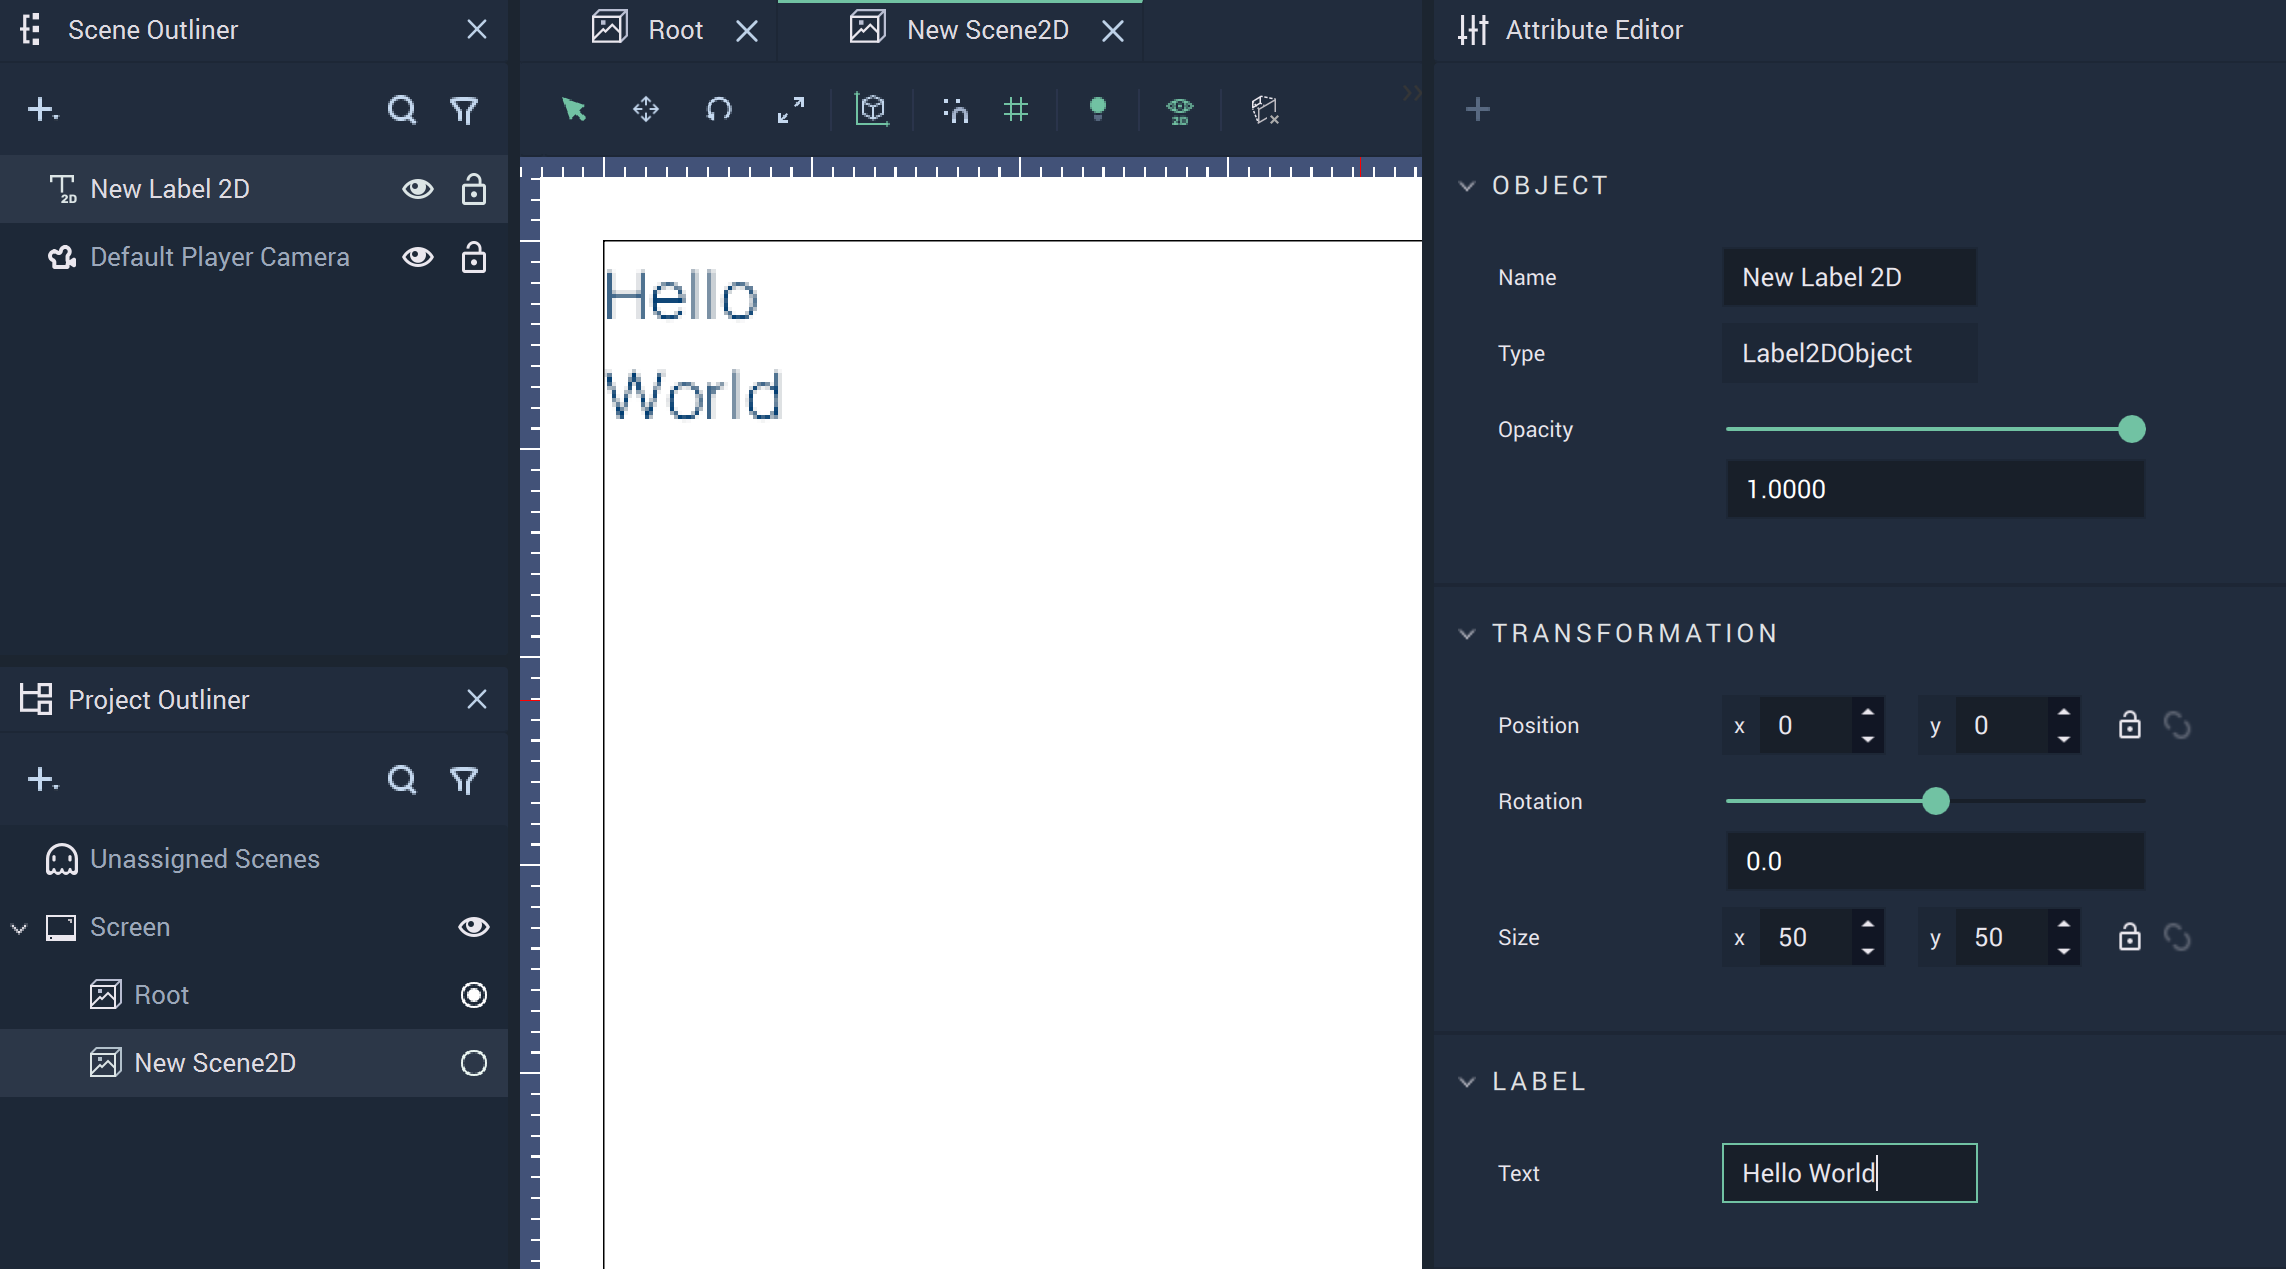 Scene Outliner
New Label 2D
Default Player Camera
Project Outliner
Unassigned Scenes
Screen
Root
New Scene2D
Root
New Scene2D
2D
Hello
World
Attribute Editor
OBJECT
Name New Label 2D
Type Label2DObject
Opacity
1.0000
TRANSFORMATION
Position x 0 y 0
Rotation
0.0
Size x 50 y 50
LABEL
Text Hello World